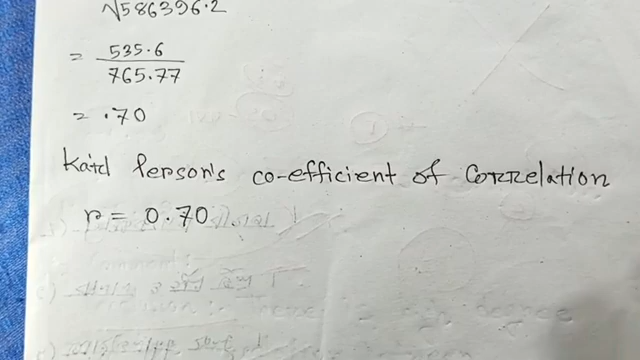 √586396.2
= 535.6
765.77
= .70
Karl Person's co-efficient of Correlation
r = 0.70